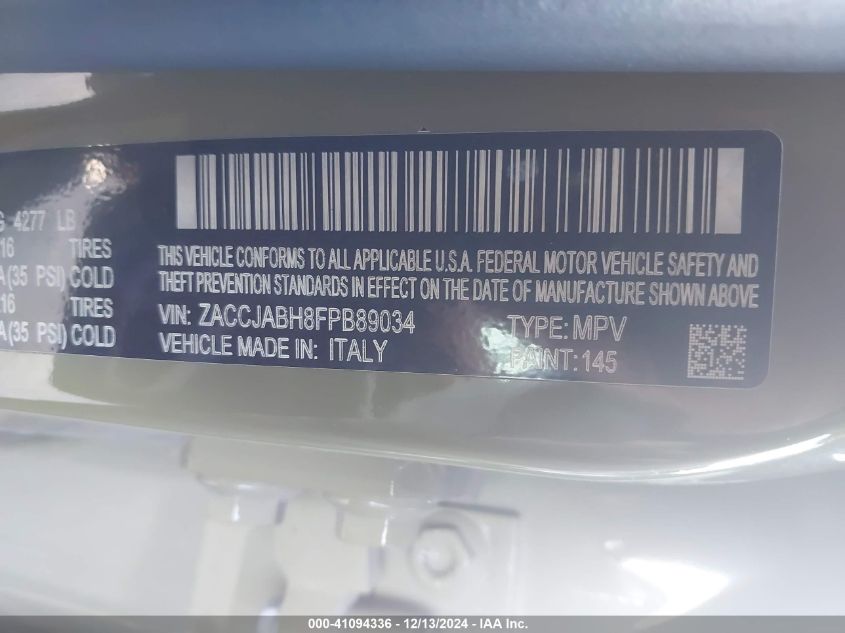 G 4277 LB
16 TIRES
A(35 PSI) COLD
16 TIRES
A(35 PSI) COLD
THIS VEHICLE CONFORMS TO ALL APPLICABLE U.S.A. FEDERAL MOTOR VEHICLE SAFETY AND
THEFT PREVENTION STANDARDS IN EFFECT ON THE DATE OF MANUFACTURE SHOWN ABOVE
VIN: ZACCJABH8FPB89034 TYPE: MPV
VEHICLE MADE IN: ITALY PAINT: 145
000-41094336 - 12/13/2024 - IAA Inc.